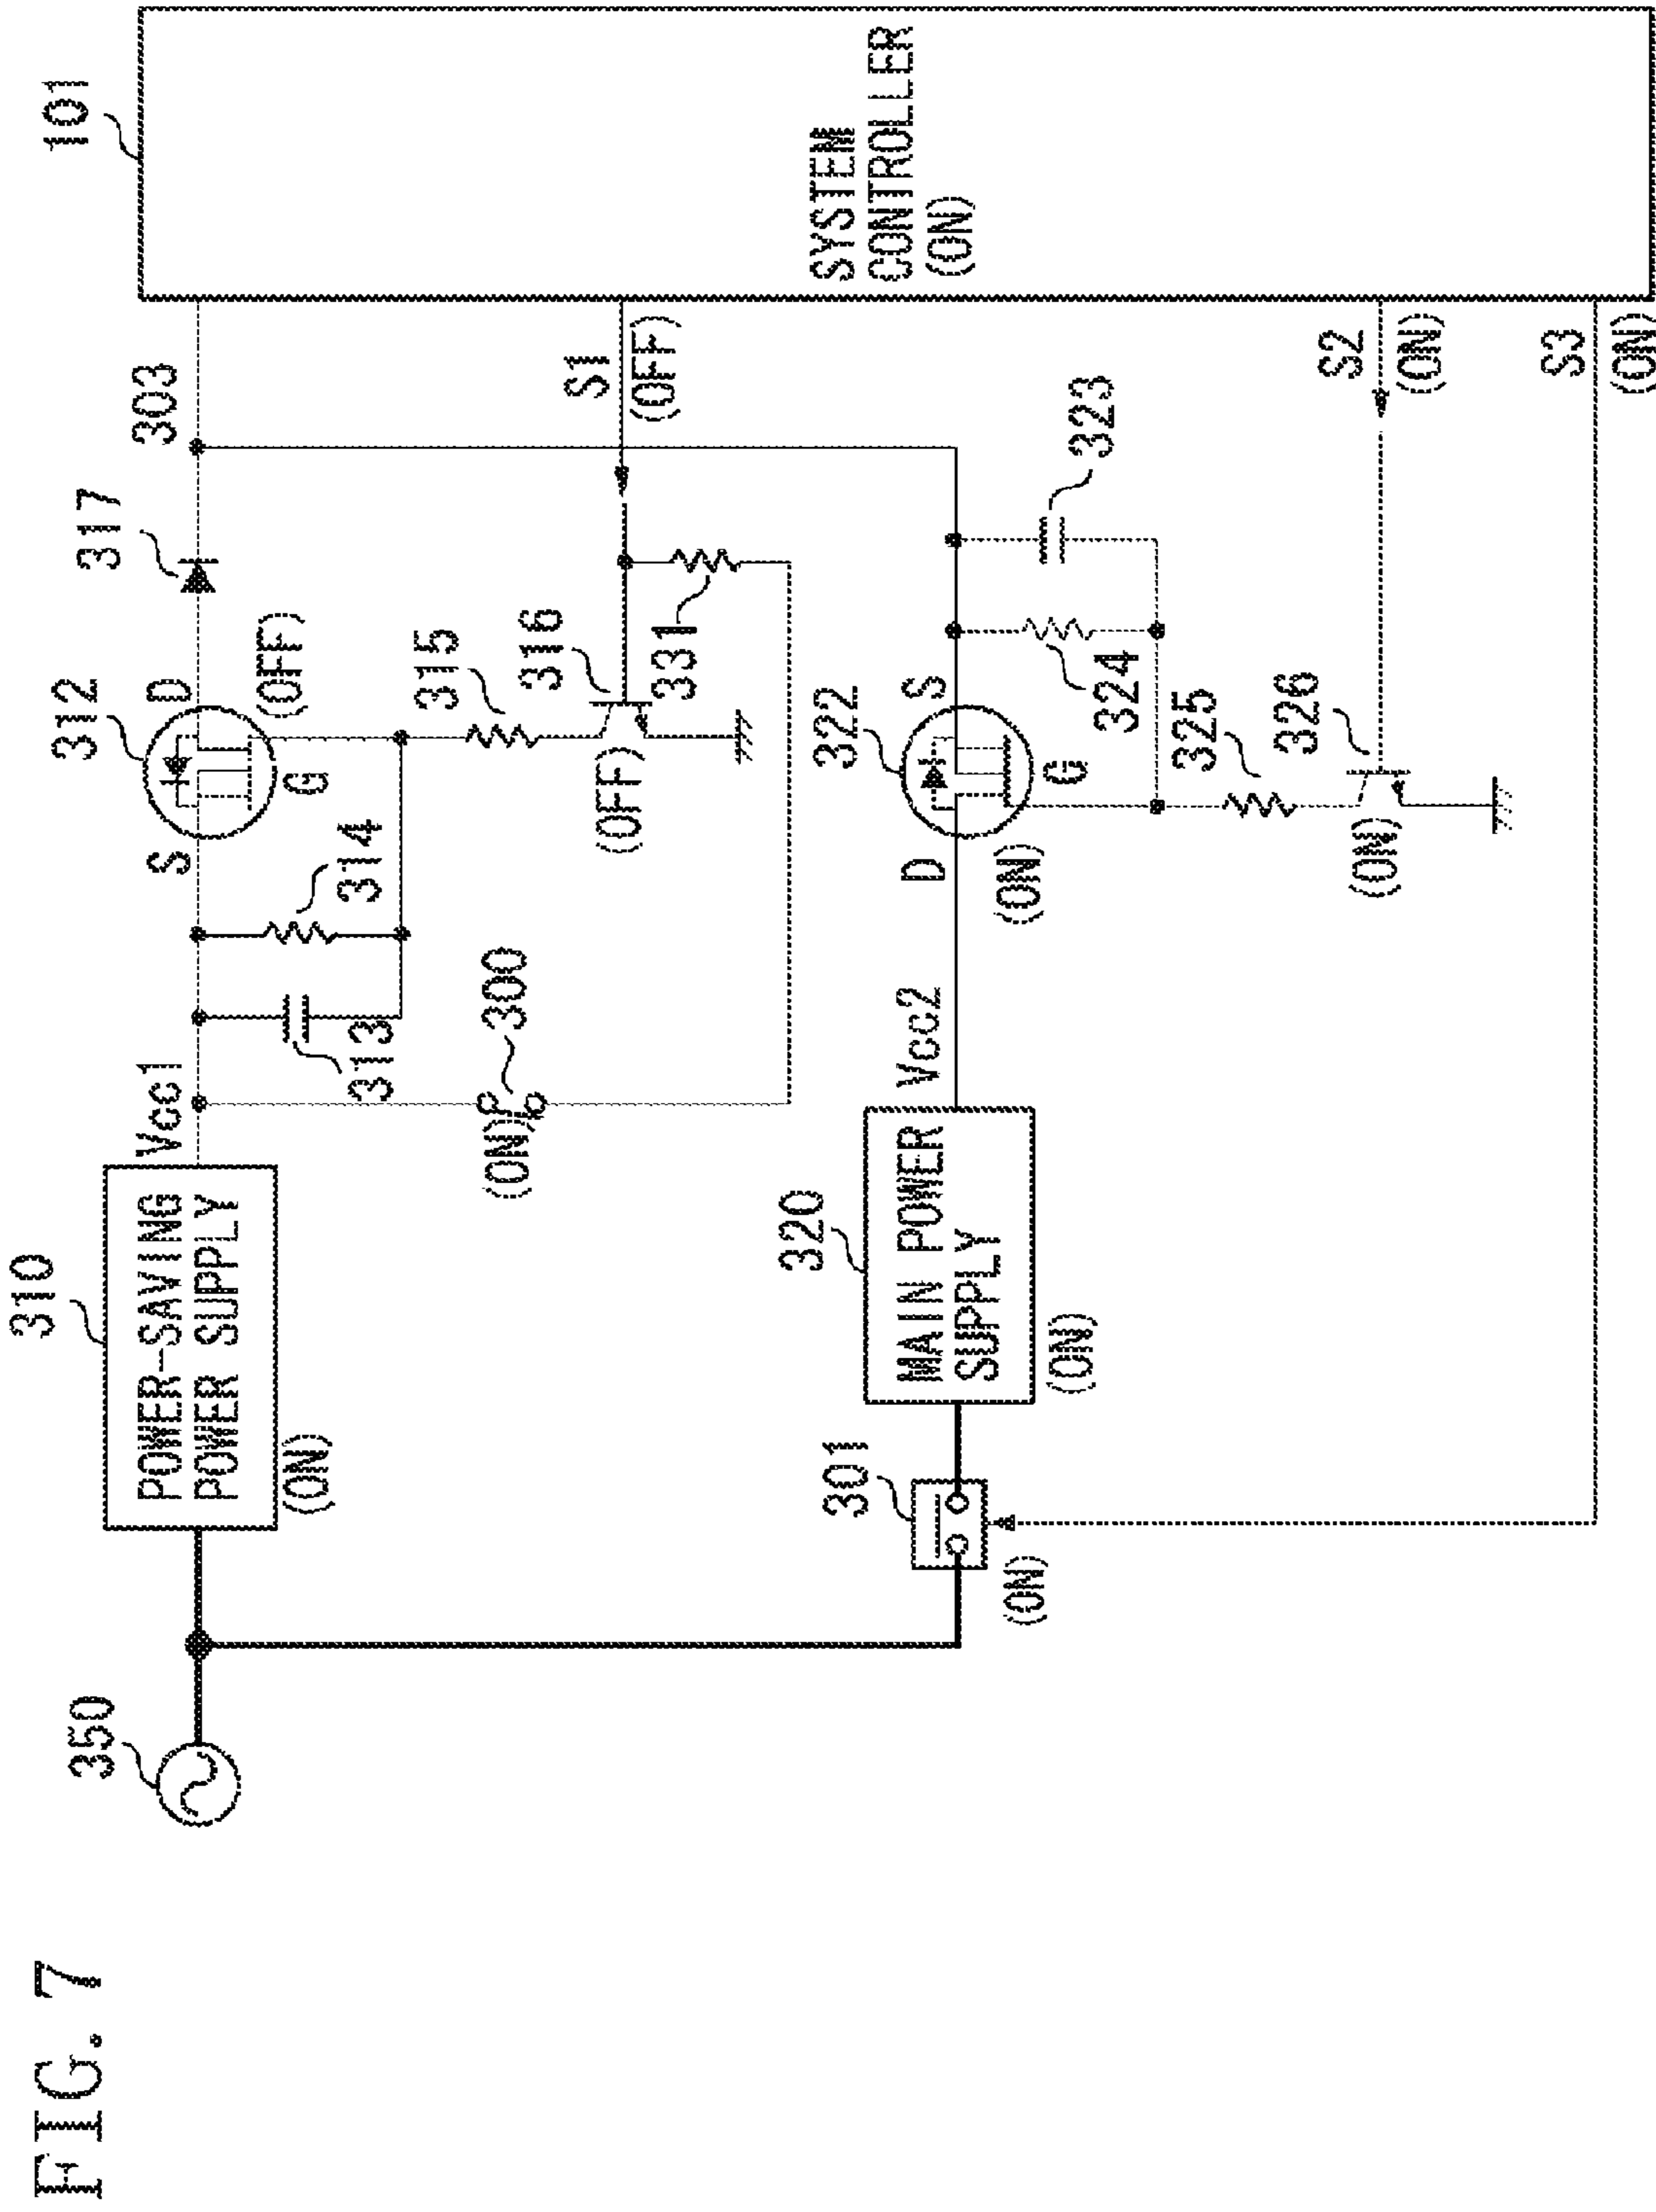 FIG. 7
350
310
POWER-SAVING
POWER SUPPLY
(ON)
Vcc1
313
314
S
312
D
G
(OFF)
317
303
101
SYSTEM
CONTROLLER
(ON)
300
(ON)
315
316
(OFF)
331
S1
(OFF)
301
(ON)
320
MAIN POWER
SUPPLY
(ON)
Vcc2
D
322
S
G
(ON)
324
323
325
326
(ON)
S2
(ON)
S3
(ON)